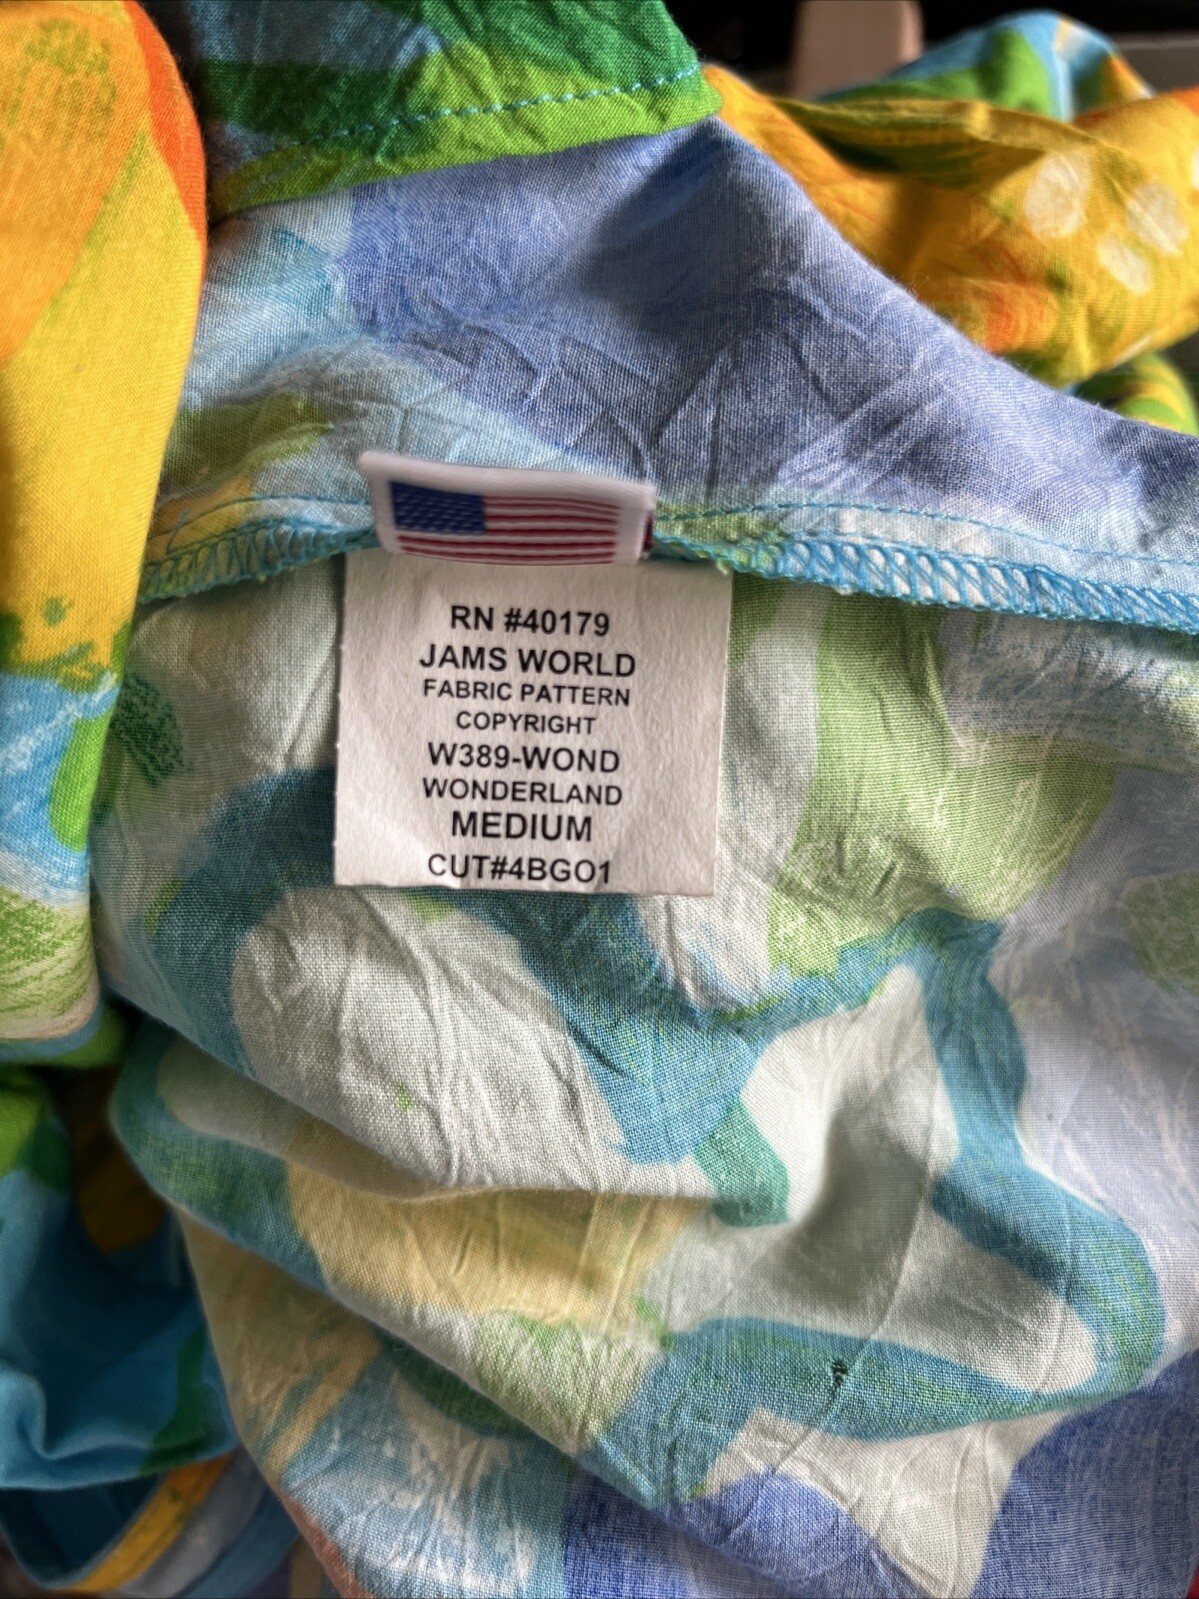 RN #40179
JAMS WORLD
FABRIC PATTERN
COPYRIGHT
W389-WOND
WONDERLAND
MEDIUM
CUT#4BGO1